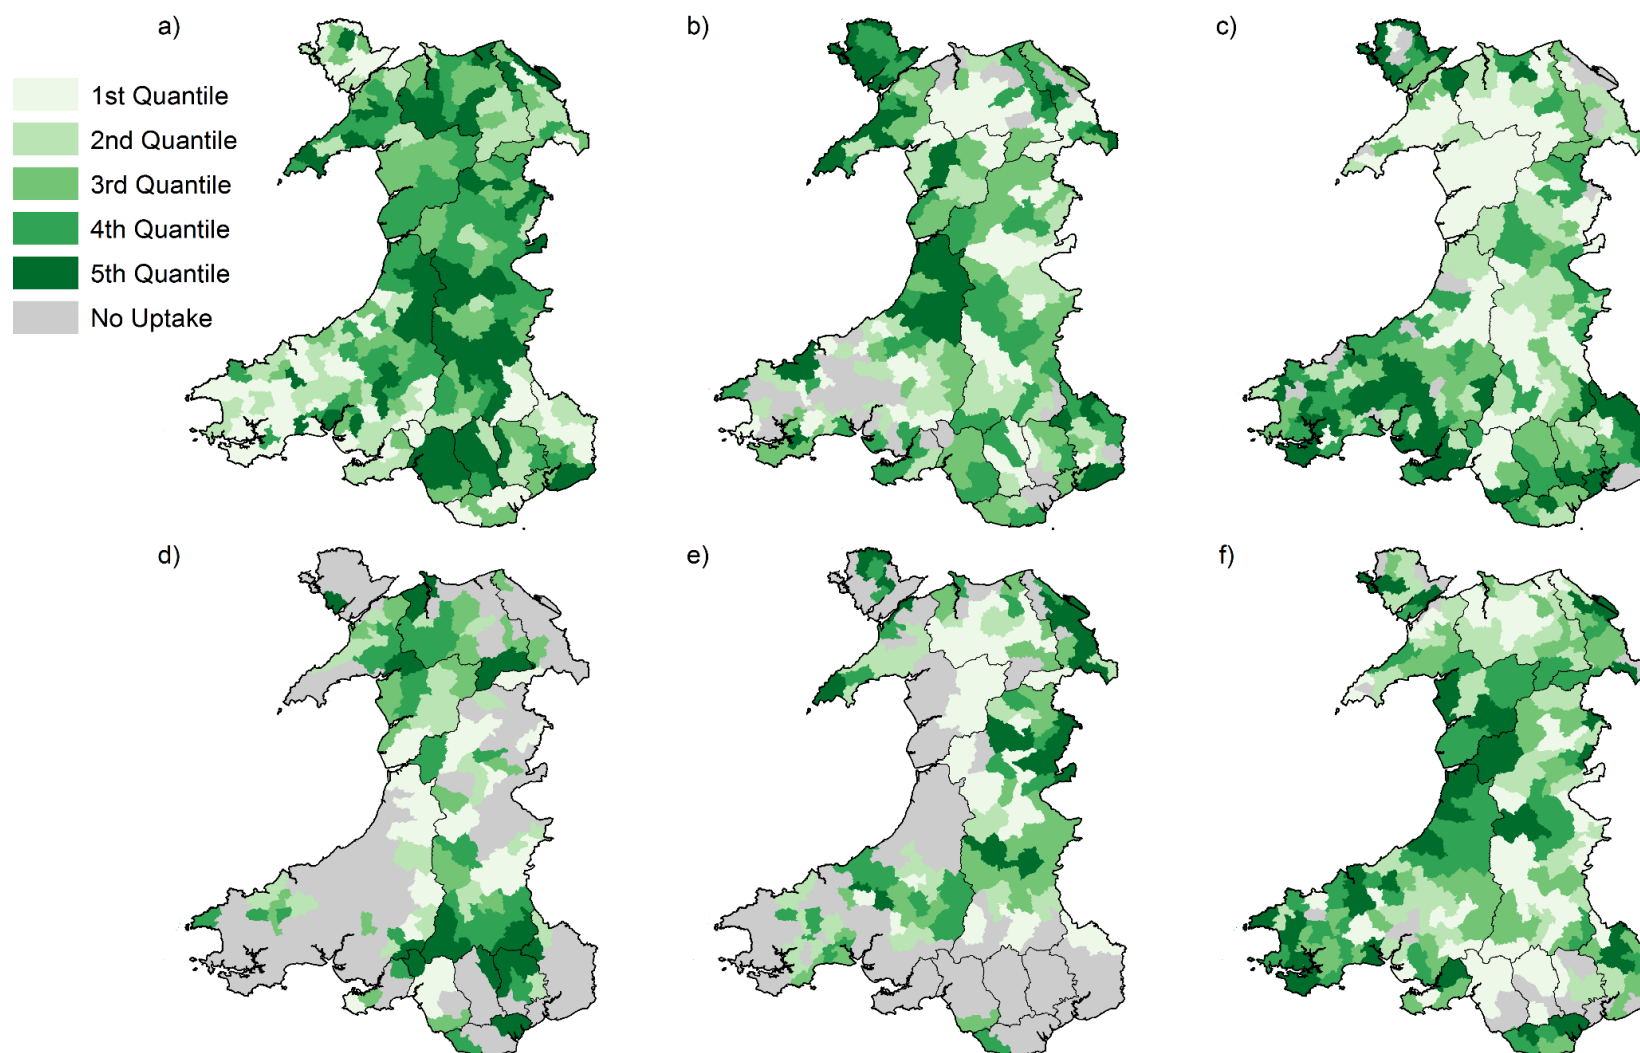 a)
b)
c)
1st Quantile
2nd Quantile
3rd Quantile
4th Quantile
5th Quantile
No Uptake
d)
e)
f)